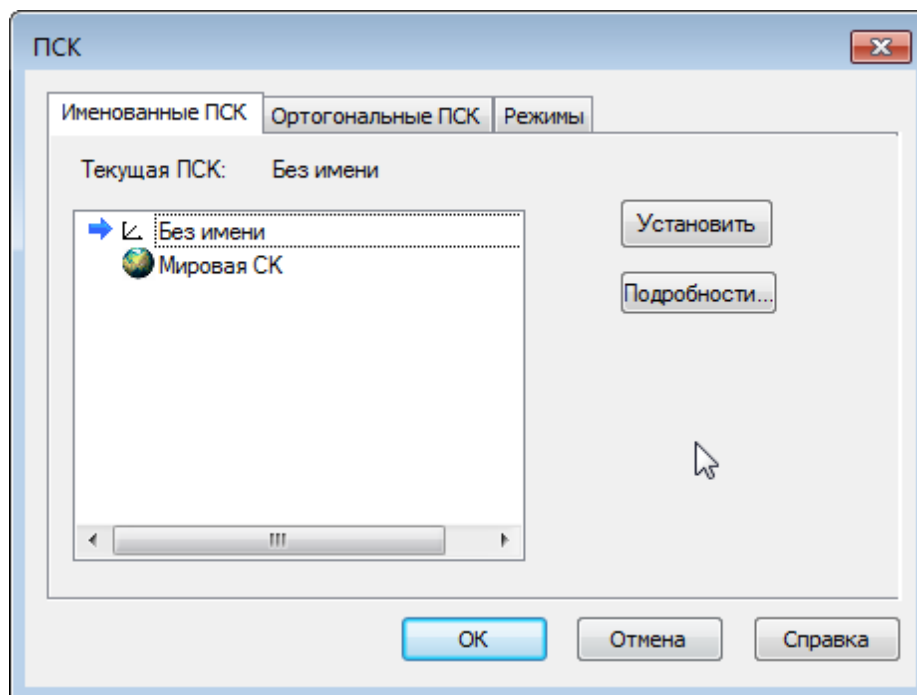 ПСК
Именованные ПСК
Ортогональные ПСК
Режимы
Текущая ПСК: Без имени
Без имени
Мировая СК
Установить
Подробности...
ОК
Отмена
Справка